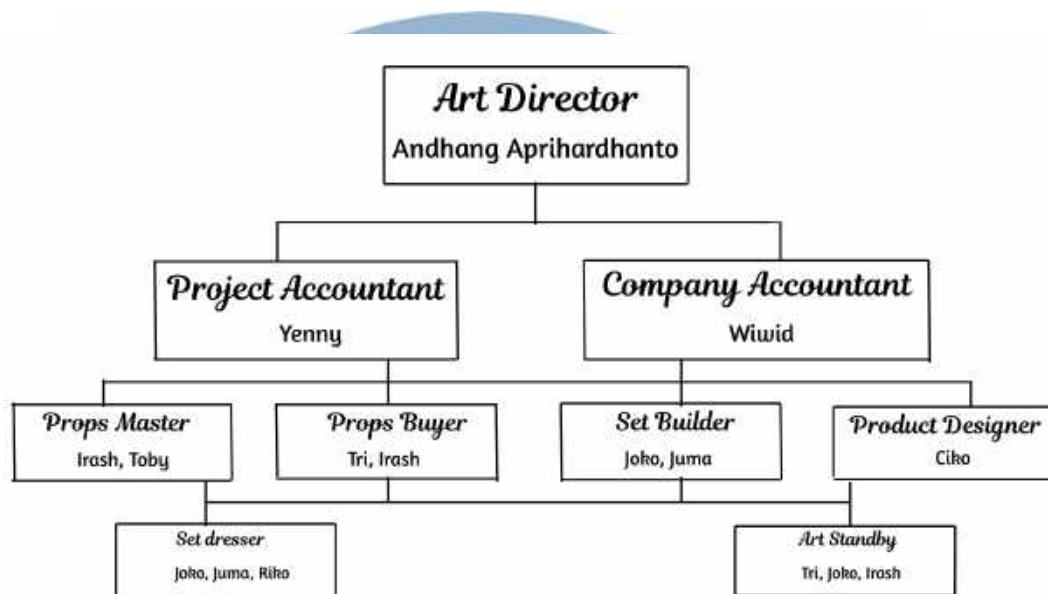 Art Director
Andhang Aprihardhanto
Project Accountant
Yenny
Company Accountant
Wiwid
Props Master
Irash, Toby
Props Buyer
Tri, Irash
Set Builder
Joko, Juma
Product Designer
Ciko
Set dresser
Joko, Juma, Riko
Art Standby
Tri, Joko, Irash